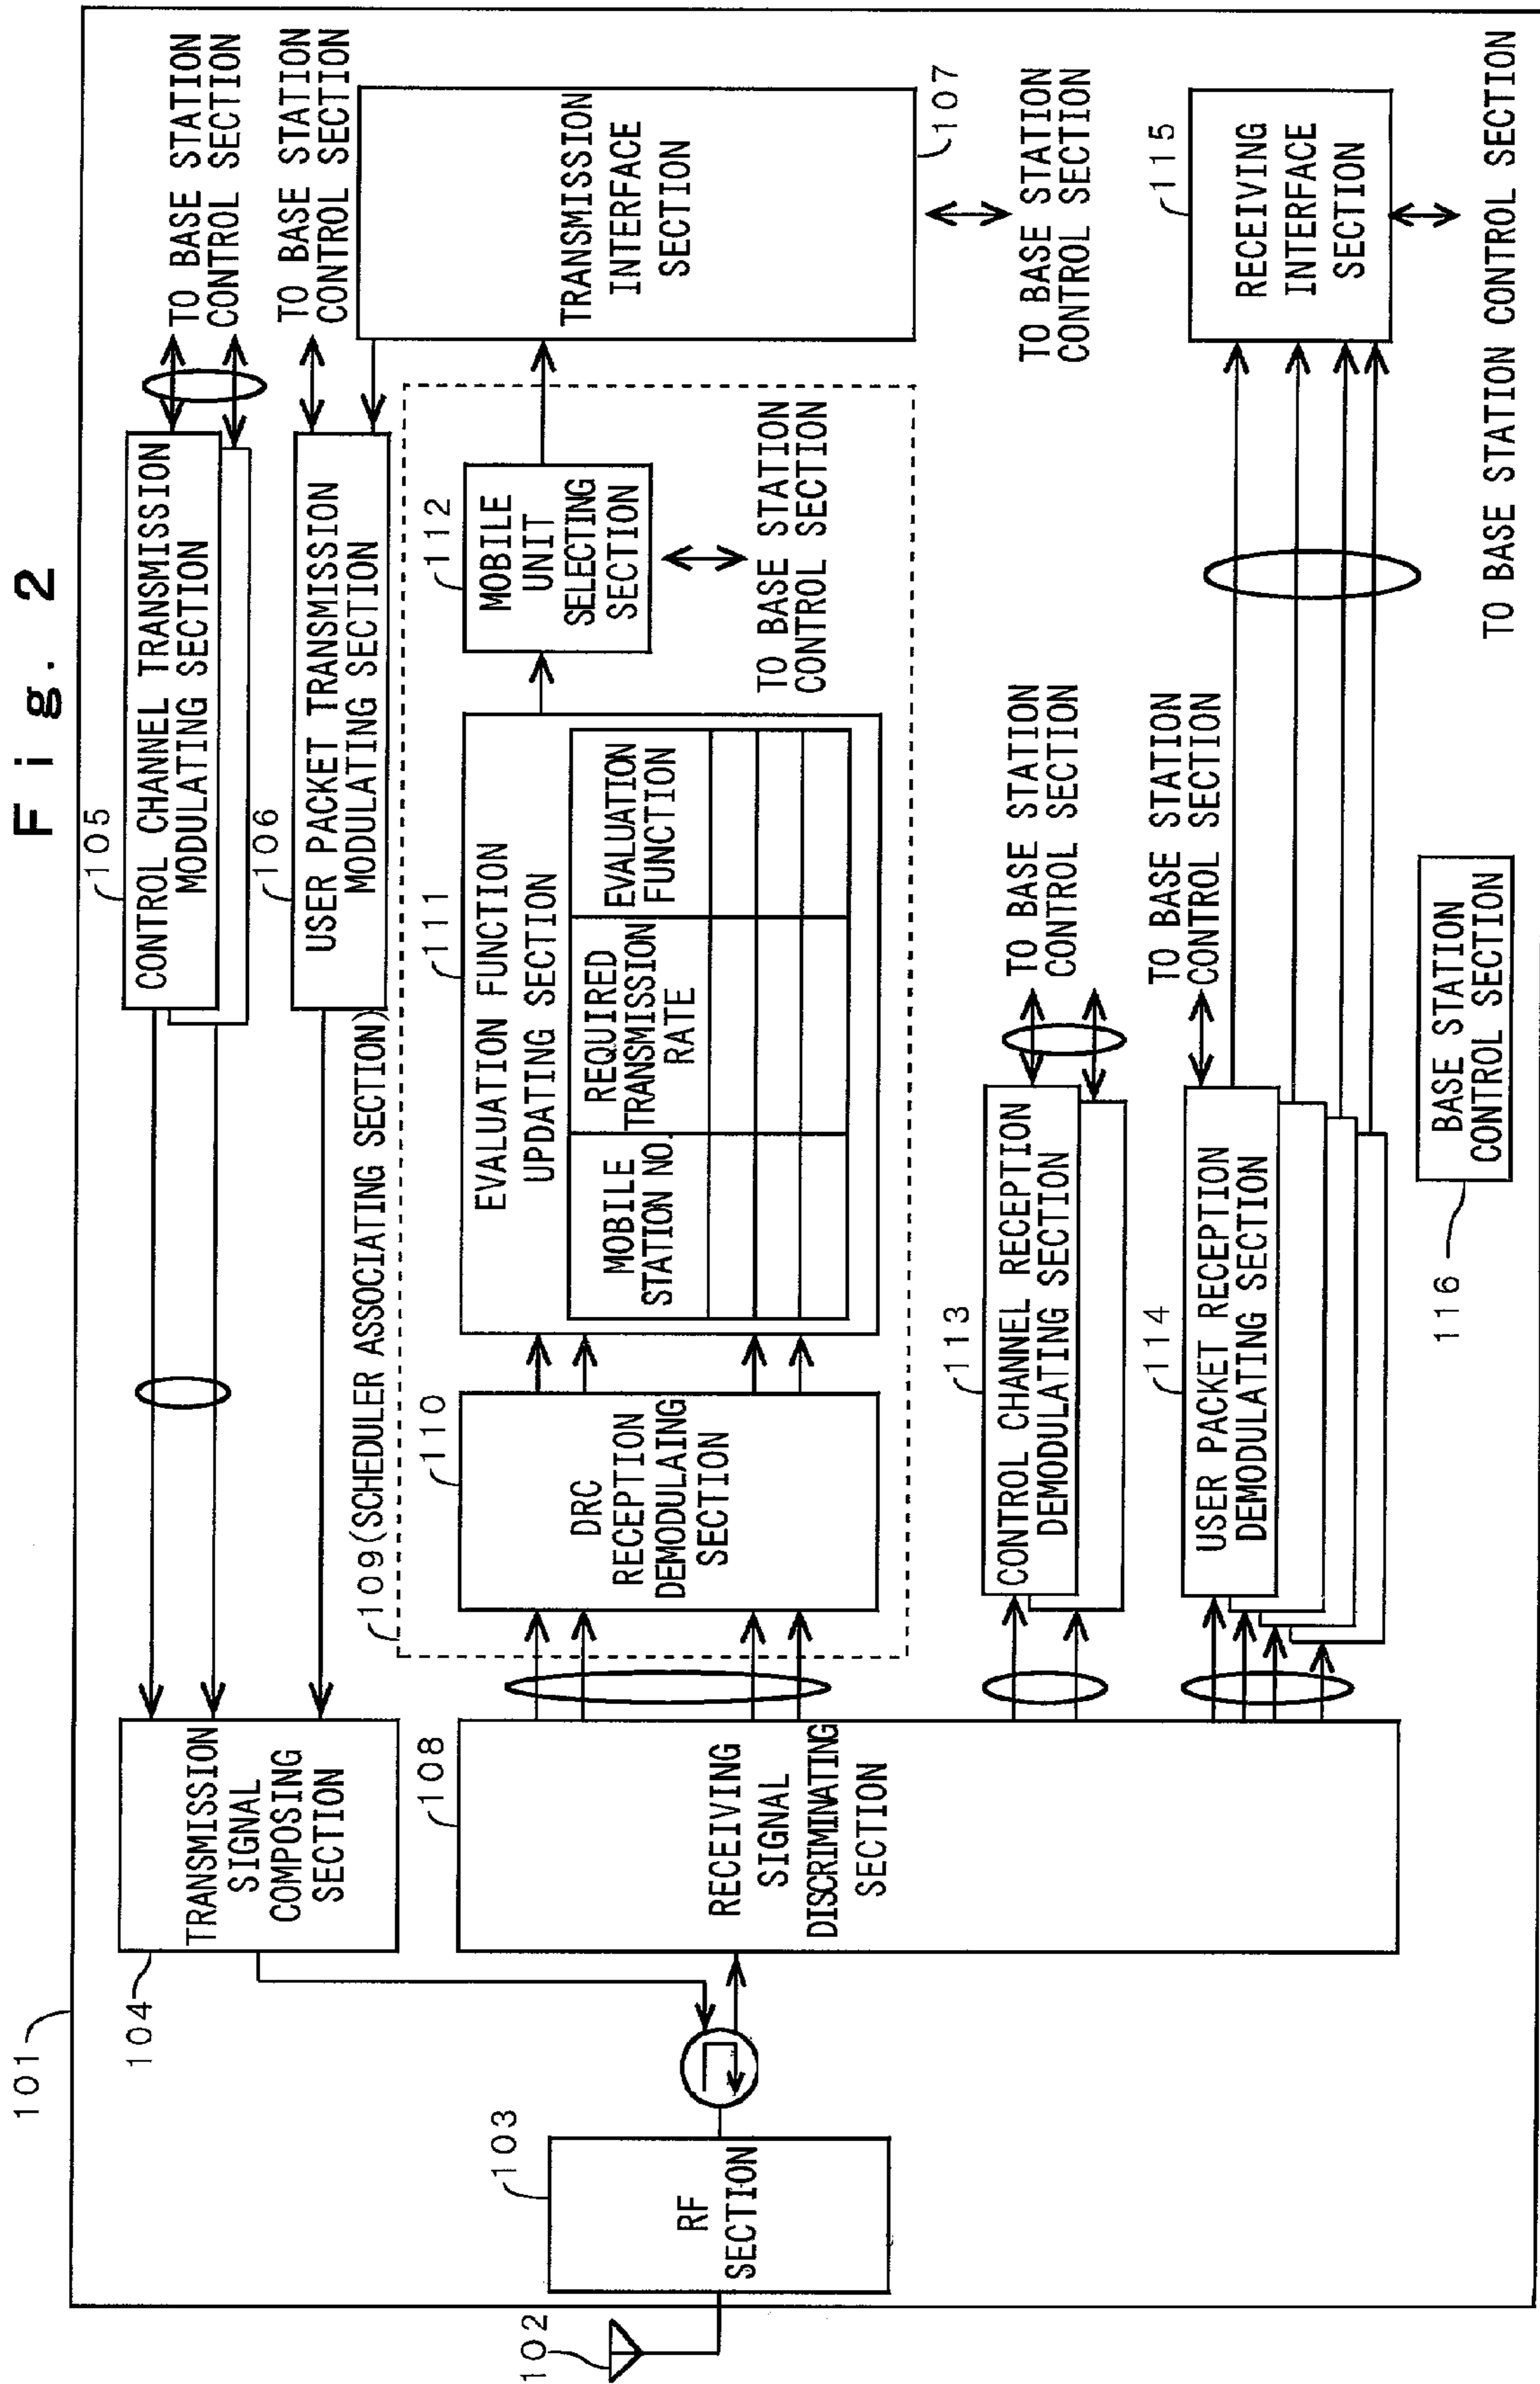 Fig. 2
101
102
103
RF
SECTION
104
TRANSMISSION
SIGNAL
COMPOSING
SECTION
105
CONTROL CHANNEL TRANSMISSION
MODULATING SECTION
TO BASE STATION
CONTROL SECTION
106
USER PACKET TRANSMISSION
MODULATING SECTION
TO BASE STATION
CONTROL SECTION
TRANSMISSION
INTERFACE
SECTION
107
TO BASE STATION
CONTROL SECTION
108
RECEIVING
SIGNAL
DISCRIMINATING
SECTION
109(SCHEDULER ASSOCIATING SECTION)
110
DRC
RECEPTION
DEMODULAING
SECTION
111
EVALUATION FUNCTION
UPDATING SECTION
MOBILE
STATION NO.
REQUIRED
TRANSMISSION
RATE
EVALUATION
FUNCTION
112
MOBILE
UNIT
SELECTING
SECTION
TO BASE STATION
CONTROL SECTION
113
CONTROL CHANNEL RECEPTION
DEMODULATING SECTION
TO BASE STATION
CONTROL SECTION
114
USER PACKET RECEPTION
DEMODULATING SECTION
TO BASE STATION
CONTROL SECTION
115
RECEIVING
INTERFACE
SECTION
TO BASE STATION CONTROL SECTION
116
BASE STATION
CONTROL SECTION